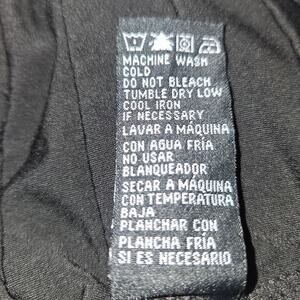 MACHINE WASH
COLD
DO NOT BLEACH
TUMBLE DRY LOW
COOL IRON
IF NECESSARY
LAVAR A MÁQUINA
CON AGUA FRÍA
NO USAR
BLANQUEADOR
SECAR A MÁQUINA
CON TEMPERATURA
BAJA
PLANCHAR CON
PLANCHA FRÍA
SI ES NECESARIO